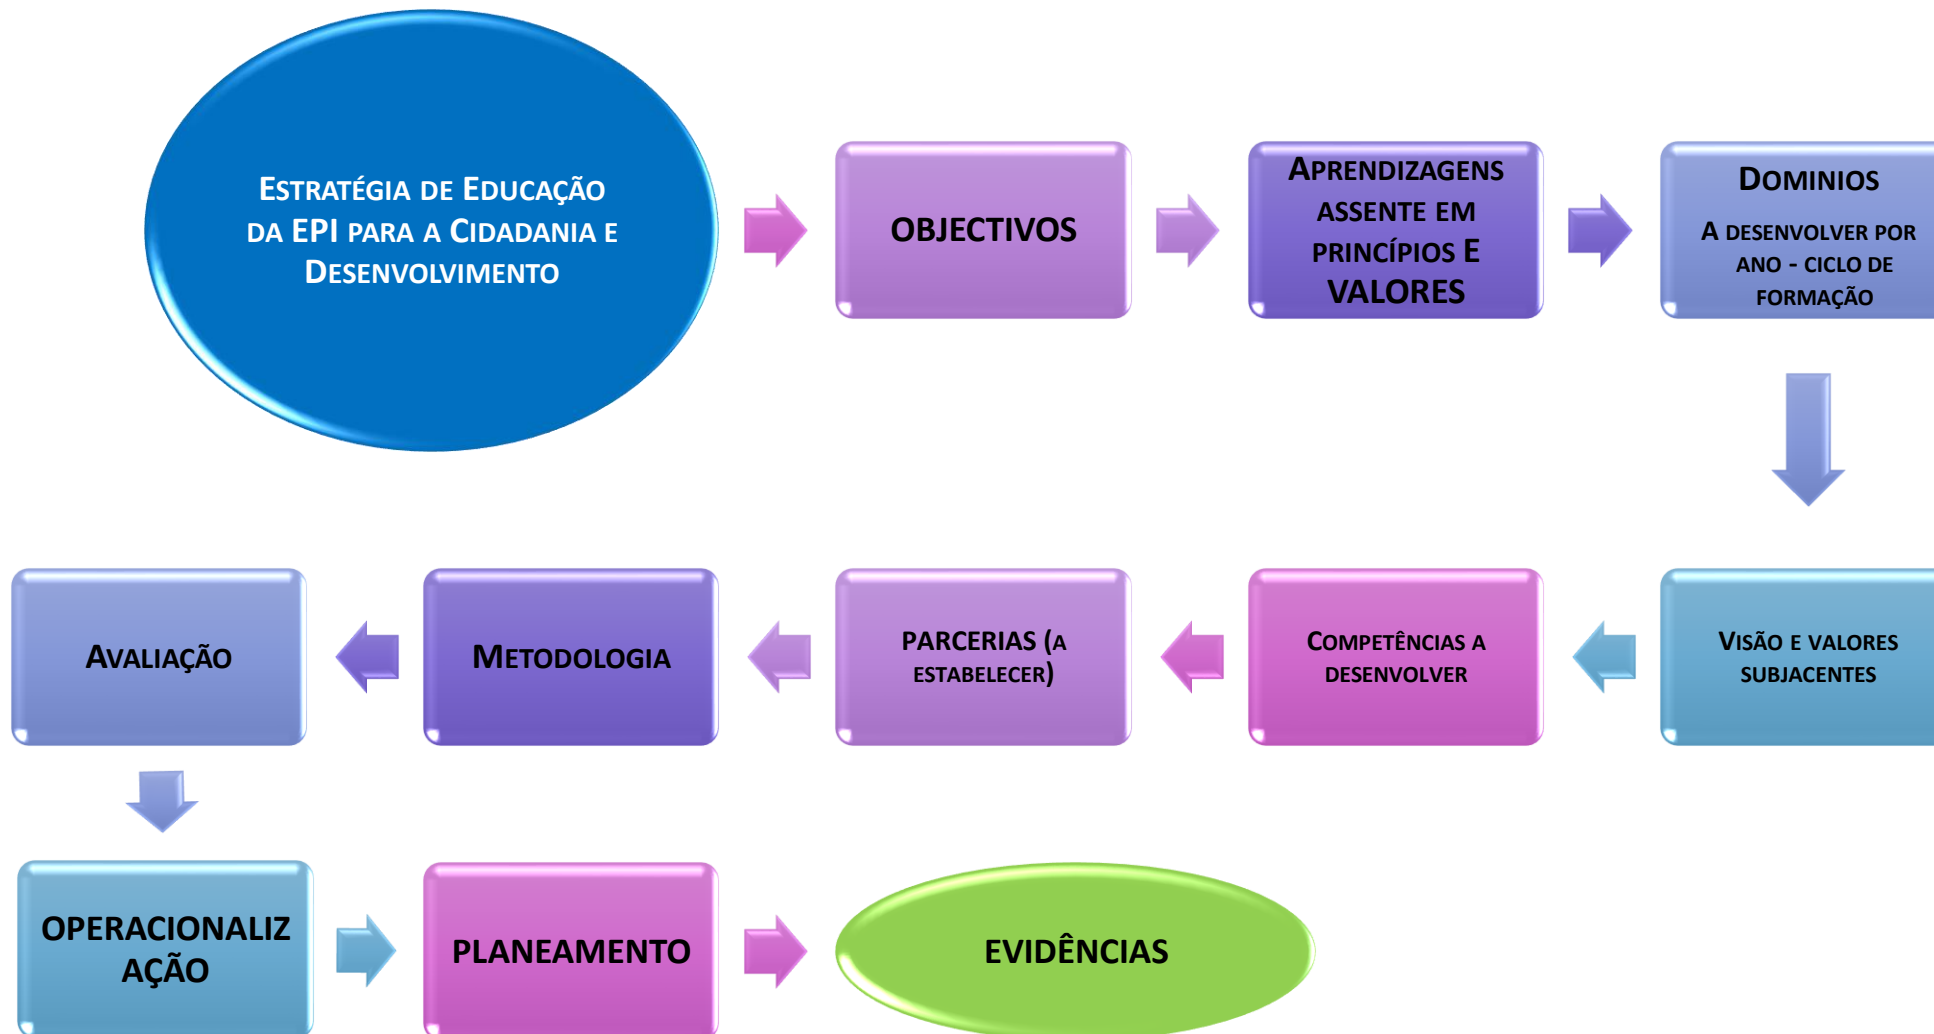 Estratégia de Educação
da EPI para a Cidadania e
Desenvolvimento
OBJECTIVOS
Aprendizagens
assente em
princípios E
VALORES
Dominios
A desenvolver por
ano - ciclo de
formação
Visão e valores
subjacentes
Competências a
desenvolver
PARCERIAS (a
estabelecer)
Metodologia
Avaliação
OPERACIONALIZ
AÇÃO
PLANEAMENTO
EVIDÊNCIAS